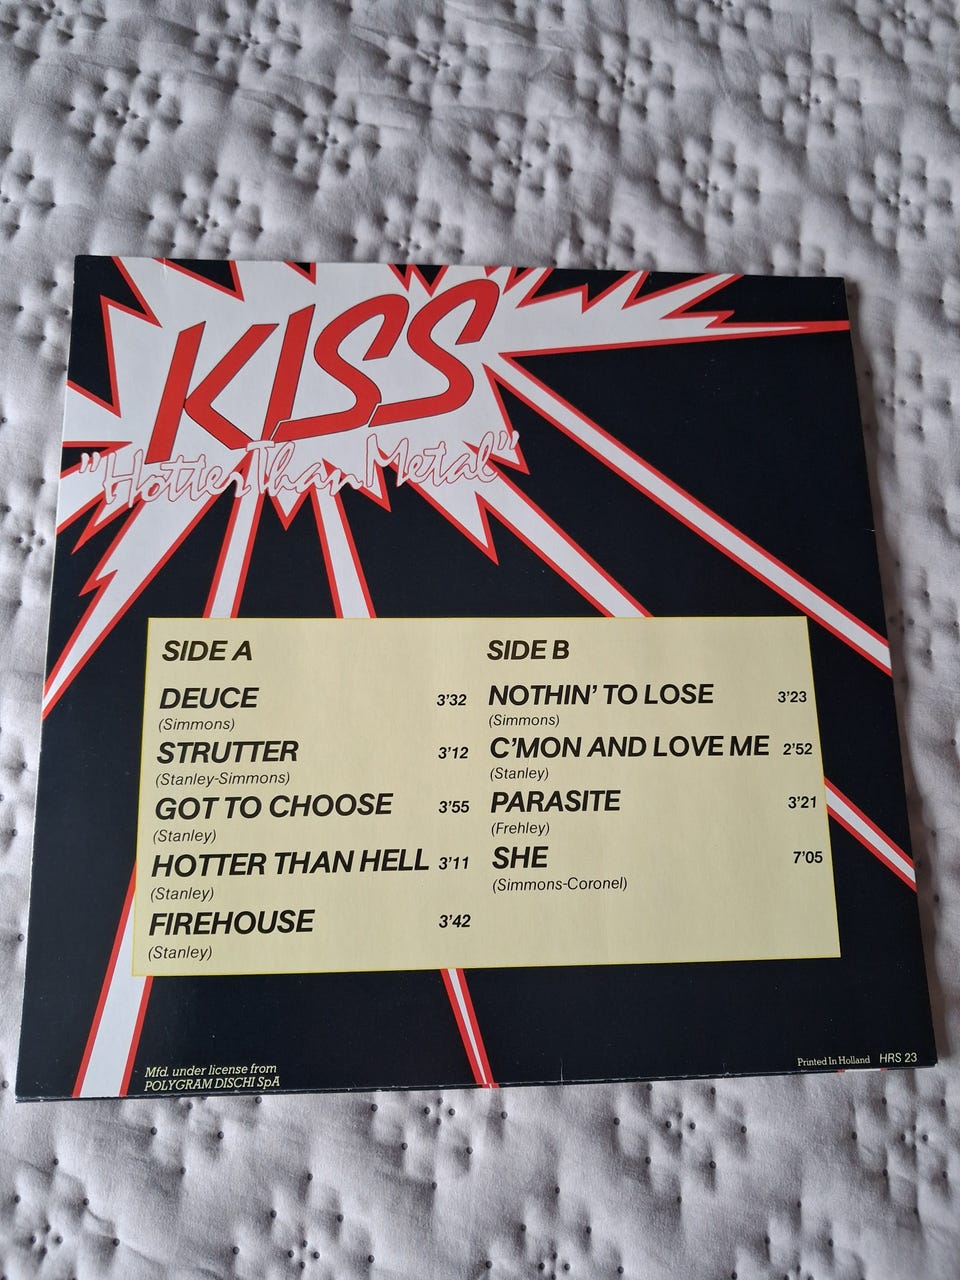 KISS
"Hotter Than Metal"
SIDE A
DEUCE 3'32
(Simmons)
STRUTTER 3'12
(Stanley-Simmons)
GOT TO CHOOSE 3'55
(Stanley)
HOTTER THAN HELL 3'11
(Stanley)
FIREHOUSE 3'42
(Stanley)
SIDE B
NOTHIN' TO LOSE 3'23
(Simmons)
C'MON AND LOVE ME 2'52
(Stanley)
PARASITE 3'21
(Frehley)
SHE 7'05
(Simmons-Coronel)
Mfd. under license from
POLYGRAM DISCHI SpA
Printed In Holland HRS 23